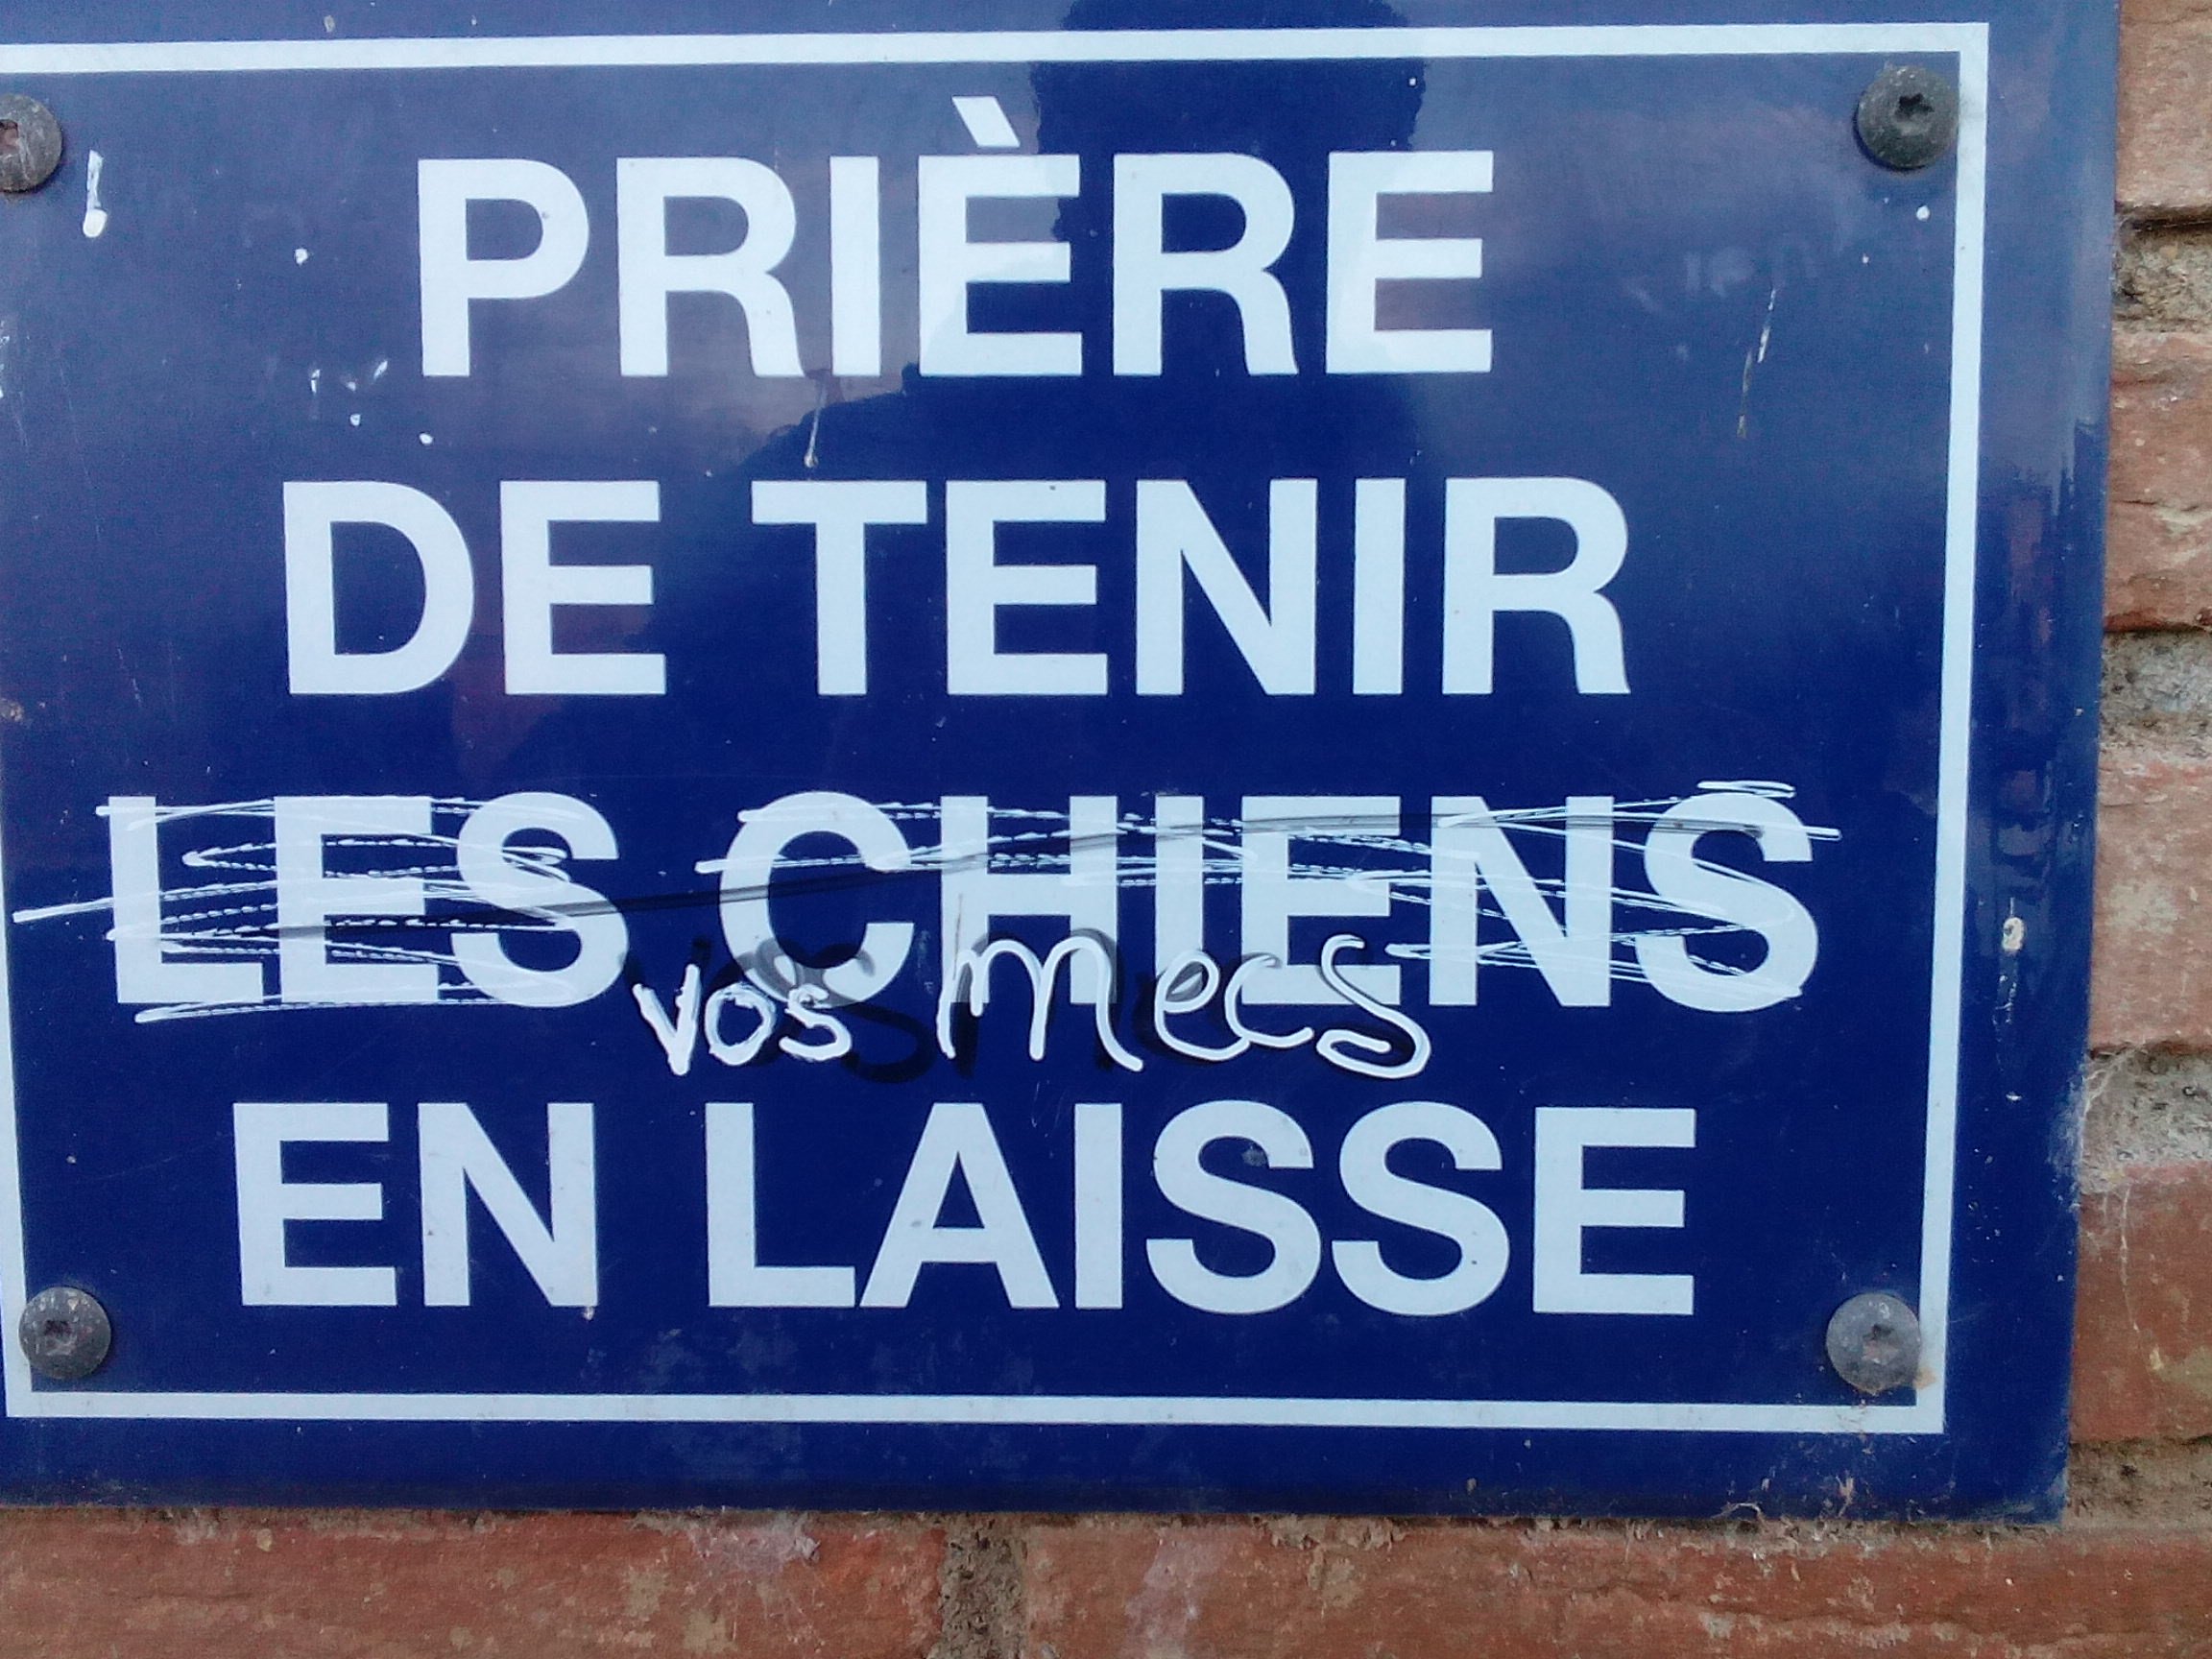 PRIÈRE
DE TENIR
LES CHIENS
vos mecs
EN LAISSE